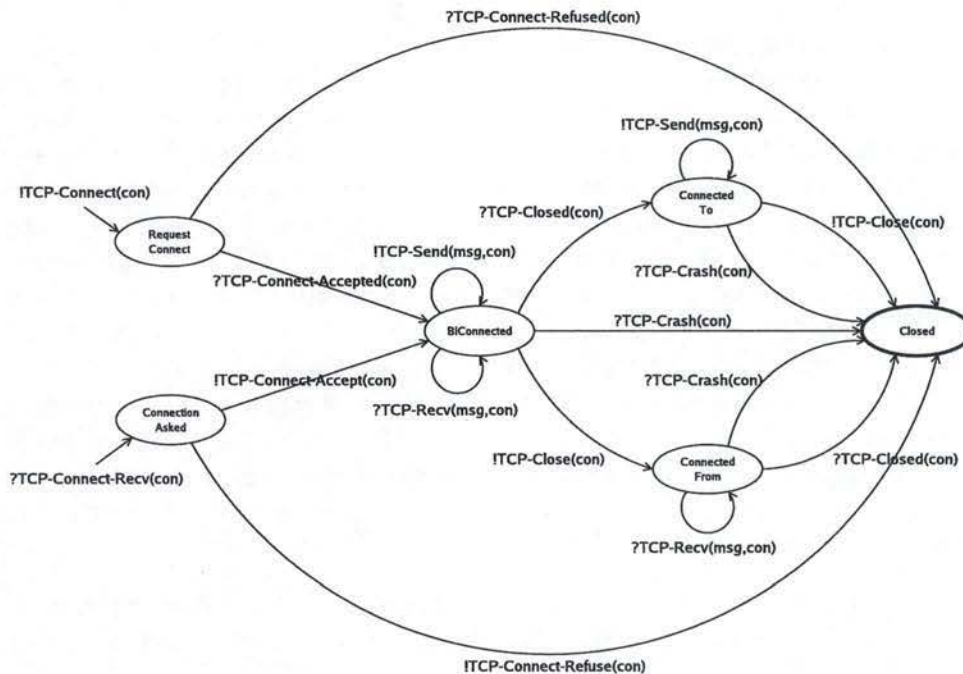 ?TCP-Connect-Refused(con)
!TCP-Send(msg,con)
!TCP-Connect(con)
Connected
To
?TCP-Closed(con)
!TCP-Close(con)
Request
Connect
!TCP-Send(msg,con)
?TCP-Connect-Accepted(con)
?TCP-Crash(con)
?TCP-Crash(con)
BiConnected
Closed
!TCP-Connect-Accept(con)
?TCP-Crash(con)
?TCP-Recv(msg,con)
Connection
Asked
!TCP-Close(con)
?TCP-Closed(con)
Connected
From
?TCP-Connect-Recv(con)
?TCP-Recv(msg,con)
!TCP-Connect-Refuse(con)